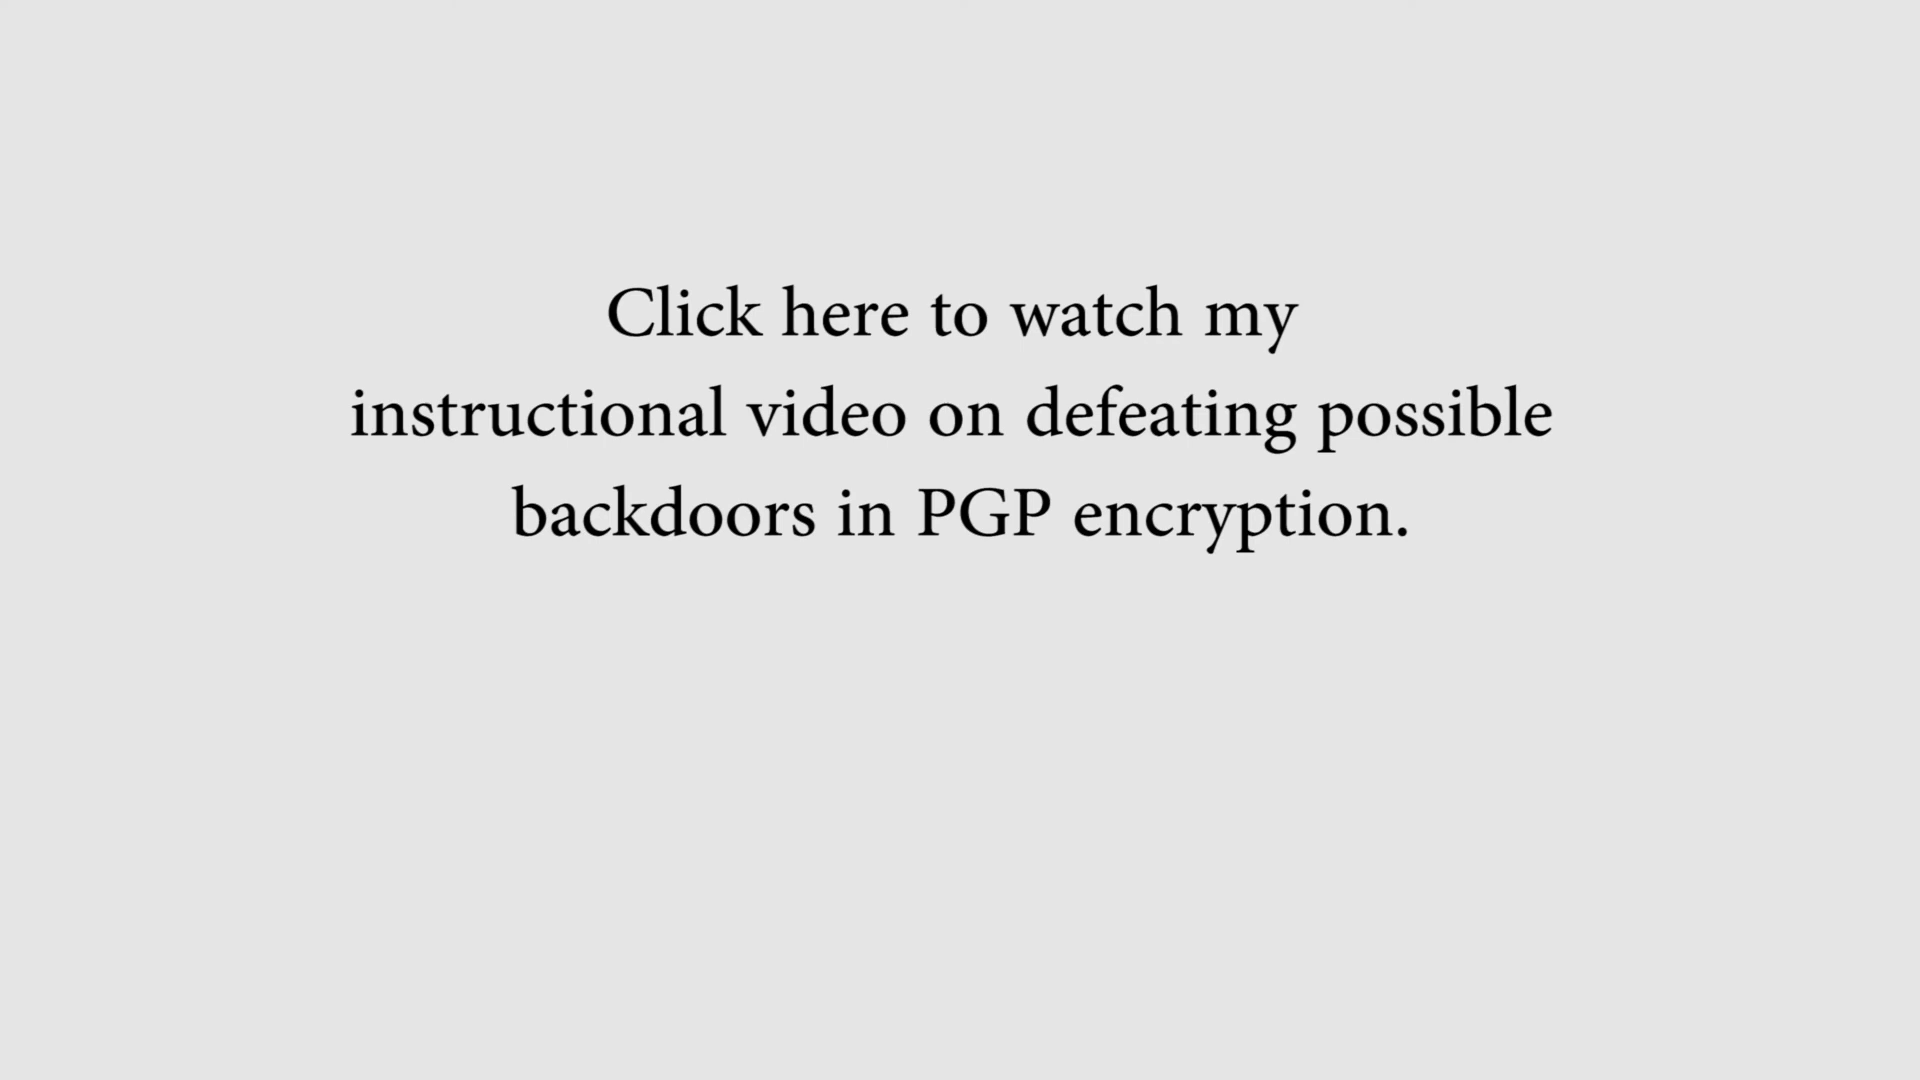 Click here to watch my
instructional video on defeating possible
backdoors in PGP encryption.